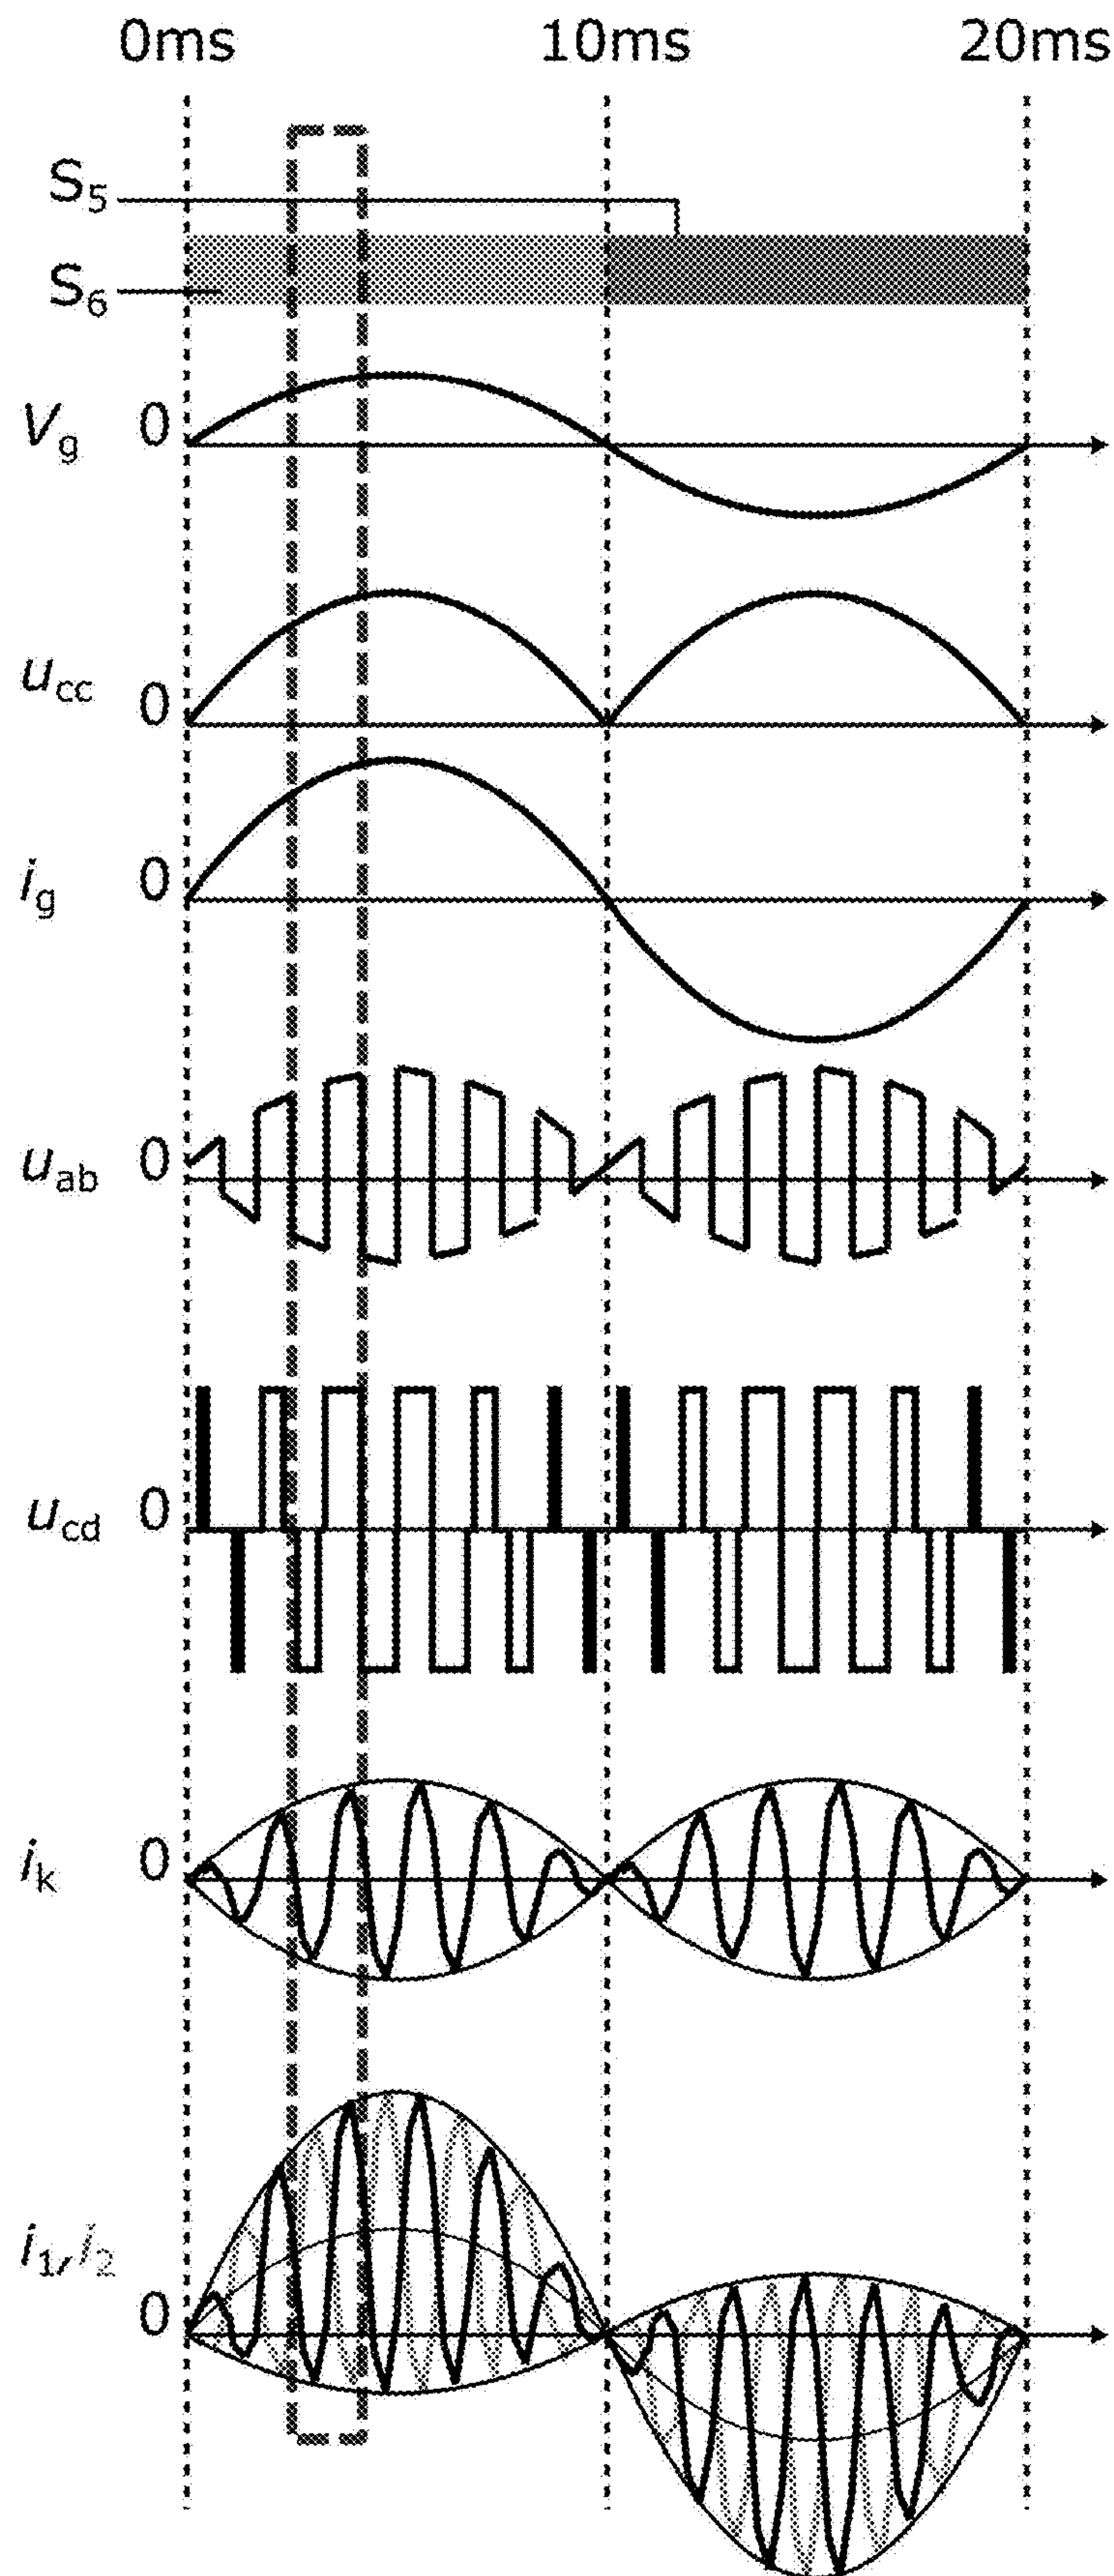 0ms 10ms 20ms
S₅
S₆
Vg 0
ucc 0
ig 0
uab 0
ucd 0
ik 0
i₁, i₂
0